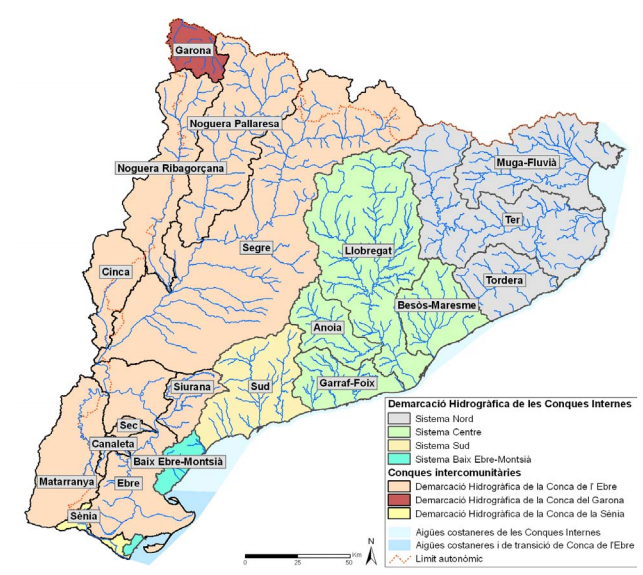 Garona
Noguera Pallaresa
Muga-Fluvià
Noguera Ribagorçana
Ter
Segre
Llobregat
Cinca
Tordera
Besòs-Maresme
Anoia
Siurana
Sud
Garraf-Foix
Sec
Canaleta
Baix Ebre-Montsià
Matarranya
Ebre
Sénia
Demarcació Hidrogràfica de les Conques Internes
Sistema Nord
Sistema Centre
Sistema Sud
Sistema Baix Ebre-Montsià
Conques intercomunitàries
Demarcació Hidrogràfica de la Conca de l' Ebre
Demarcació Hidrogràfica de la Conca del Garona
Demarcació Hidrogràfica de la Conca de la Sénia
Aigües costaneres de les Conques Internes
Aigües costaneres i de transició de Conca de l'Ebre
Límit autonòmic
N
Km
0 25 50